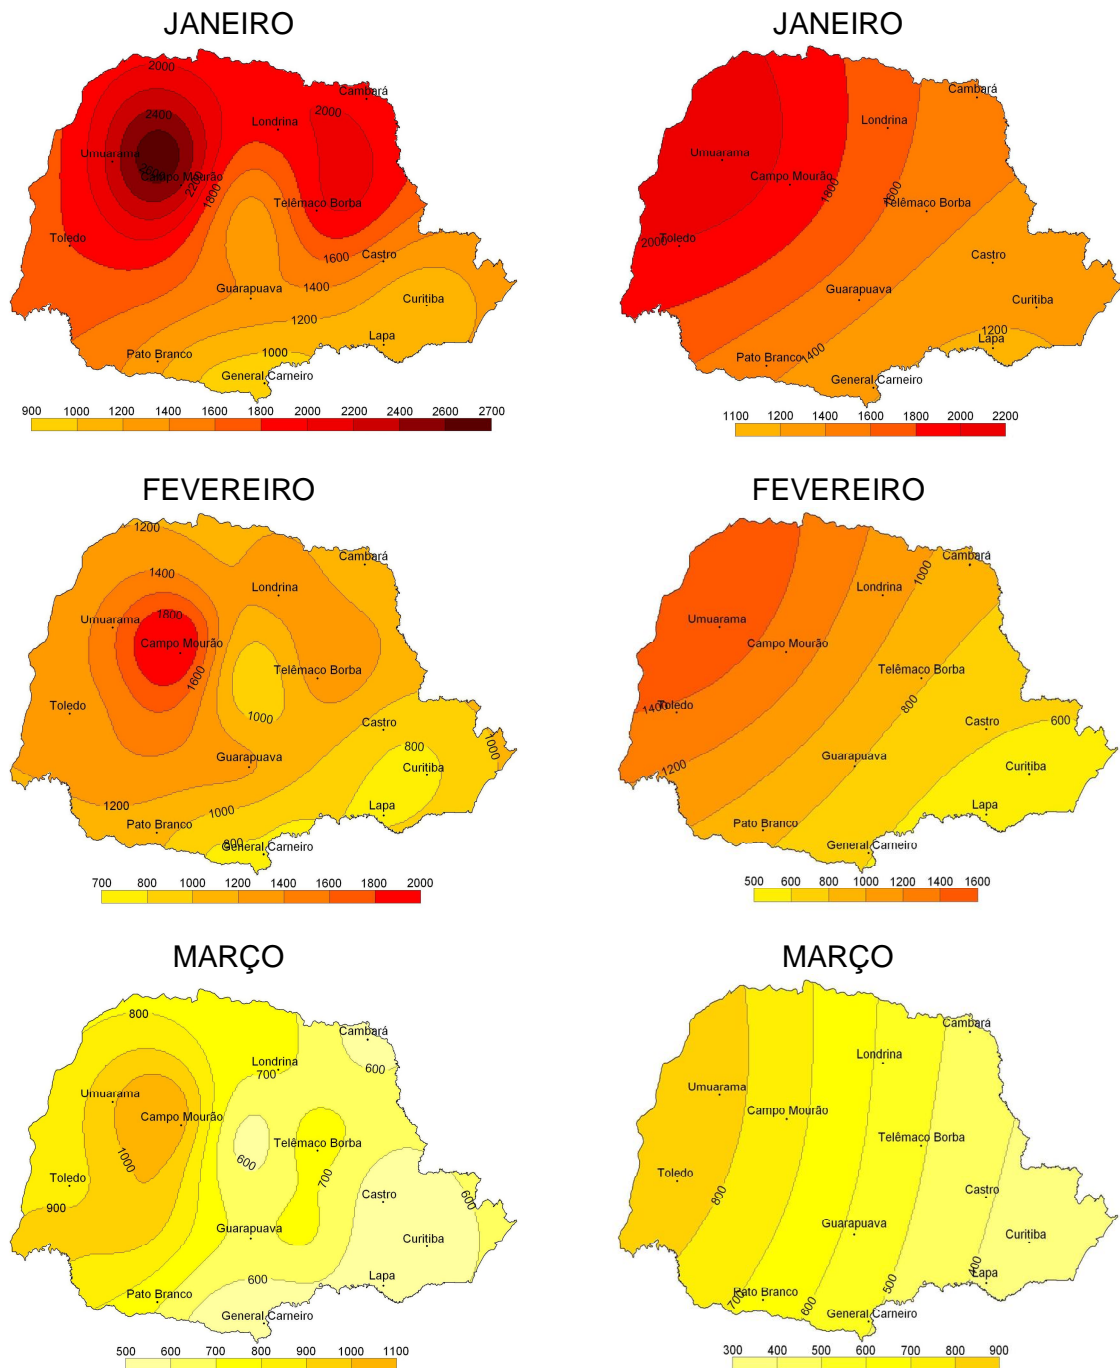 JANEIRO
2000
Cambará
2400
2000
Londrina
Umuarama
2600
Campo Mourão
2200
1800
Telêmaco Borba
Toledo
1600
Castro
Guarapuava
1400
Curitiba
1200
Lapa
Pato Branco
1000
General Carneiro
900 1000 1200 1400 1600 1800 2000 2200 2400 2600 2700
JANEIRO
Cambará
Londrina
Umuarama
Campo Mourão
1800
1600
Telêmaco Borba
2000
Toledo
Castro
Guarapuava
Curitiba
1200
Lapa
Pato Branco
1400
General Carneiro
1100 1200 1400 1600 1800 2000 2200
FEVEREIRO
1200
Cambará
1400
Londrina
1800
Umuarama
Campo Mourão
1600
Telêmaco Borba
Toledo
1000
Castro
800
1000
Guarapuava
Curitiba
1200
1000
Lapa
Pato Branco
800
General Carneiro
700 800 1000 1200 1400 1600 1800 2000
FEVEREIRO
Cambará
1000
Londrina
Umuarama
Campo Mourão
Telêmaco Borba
1400
Toledo
800
Castro
600
Guarapuava
1200
Curitiba
Lapa
Pato Branco
General Carneiro
500 600 800 1000 1200 1400 1600
MARÇO
800
Cambará
Londrina
700
600
Umuarama
Campo Mourão
Telêmaco Borba
1000
600
Toledo
700
Castro
600
900
Guarapuava
Curitiba
600
Lapa
Pato Branco
General Carneiro
500 600 700 800 900 1000 1100
MARÇO
Cambará
Londrina
Umuarama
Campo Mourão
Telêmaco Borba
Toledo
800
Castro
Guarapuava
Curitiba
400
Lapa
500
Pato Branco
700
600
General Carneiro
300 400 500 600 700 800 900